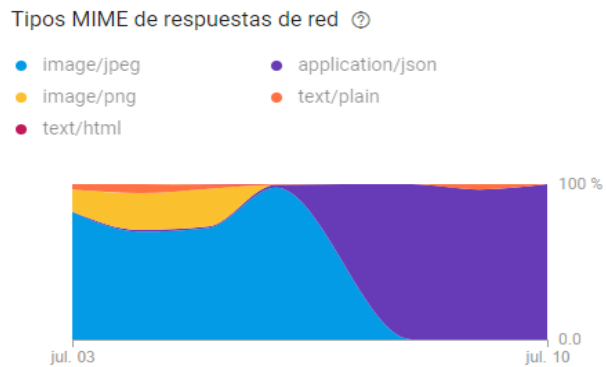 Tipos MIME de respuestas de red
image/jpeg
application/json
image/png
text/plain
text/html
100 %
0.0
jul. 03
jul. 10